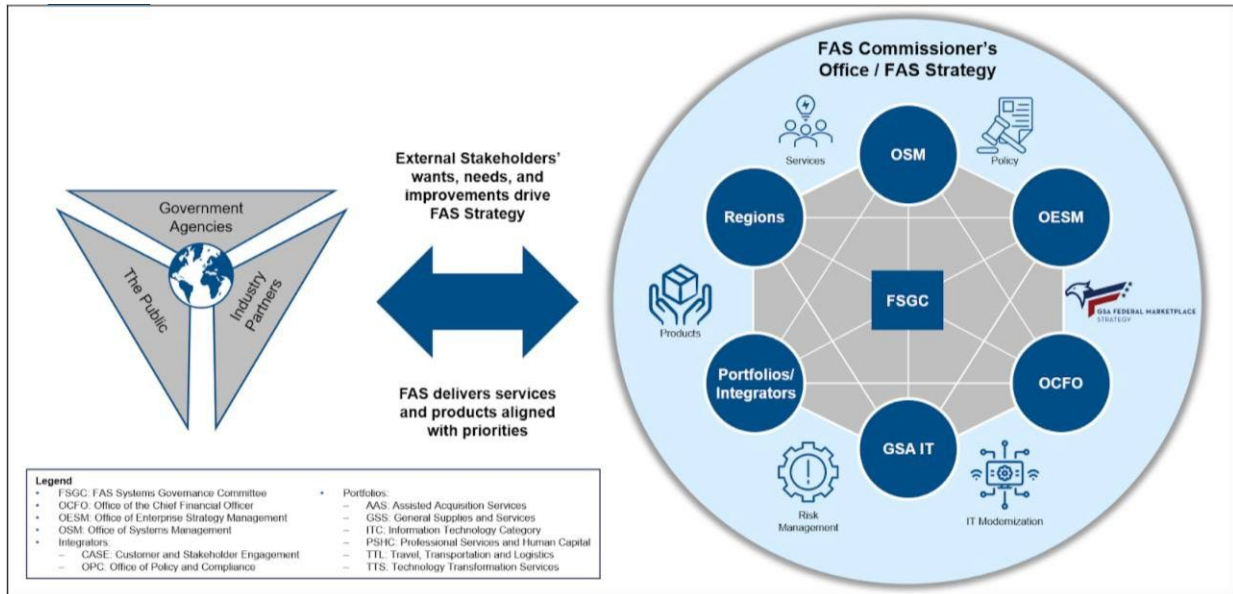 FAS Commissioner's
Office / FAS Strategy
Services
Policy
OSM
Regions
OESM
FSGC
Products
GSA FEDERAL MARKETPLACE
STRATEGY
Portfolios/
Integrators
OCFO
GSA IT
Risk
Management
IT Modernization
External Stakeholders'
wants, needs, and
improvements drive
FAS Strategy
FAS delivers services
and products aligned
with priorities
Government
Agencies
The Public
Industry
Partners
Legend
• FSGC: FAS Systems Governance Committee
• OCFO: Office of the Chief Financial Officer
• OESM: Office of Enterprise Strategy Management
• OSM: Office of Systems Management
• Integrators:
– CASE: Customer and Stakeholder Engagement
– OPC: Office of Policy and Compliance
• Portfolios:
– AAS: Assisted Acquisition Services
– GSS: General Supplies and Services
– ITC: Information Technology Category
– PSHC: Professional Services and Human Capital
– TTL: Travel, Transportation and Logistics
– TTS: Technology Transformation Services